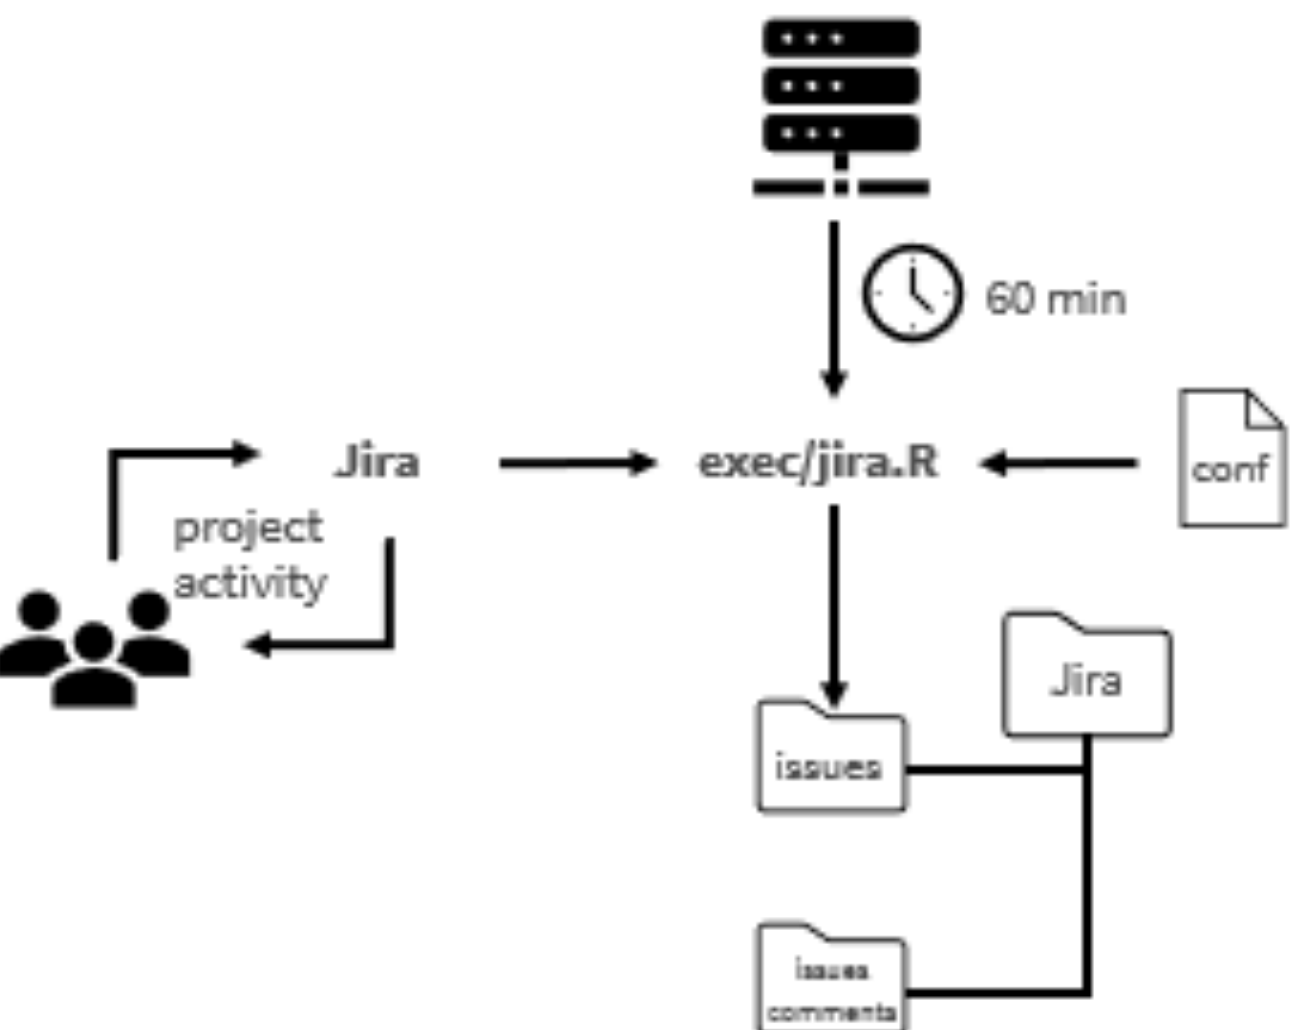 60 min
Jira
exec/jira.R
conf
project
activity
Jira
issues
issues
comments